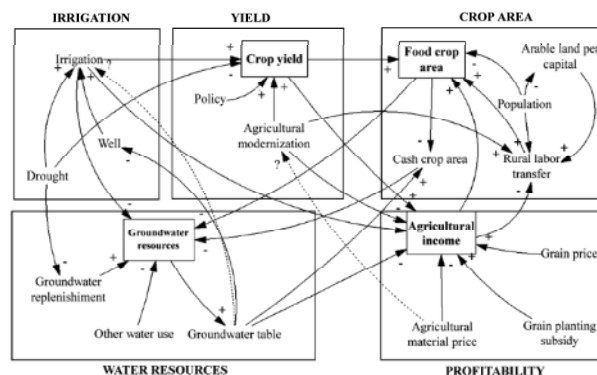 IRRIGATION
YIELD
CROP AREA
Irrigation
?
+
+
-
Crop yield
+
+
Food crop
area
+
-
+
+
-
Arable land per
capital
-
+
Policy
+
+
Population
+
-
Agricultural
modernization
?
Well
-
Cash crop area
+
+
+
Rural labor
transfer
-
+
Drought
-
-
Groundwater
resources
-
-
-
-
+
-
+
-
-
Agricultural
income
+
-
-
+
Grain price
Groundwater
replenishiment
+
Other water use
Groundwater table
Agricultural
material price
Grain planting
subsidy
WATER RESOURCES
PROFITABILITY